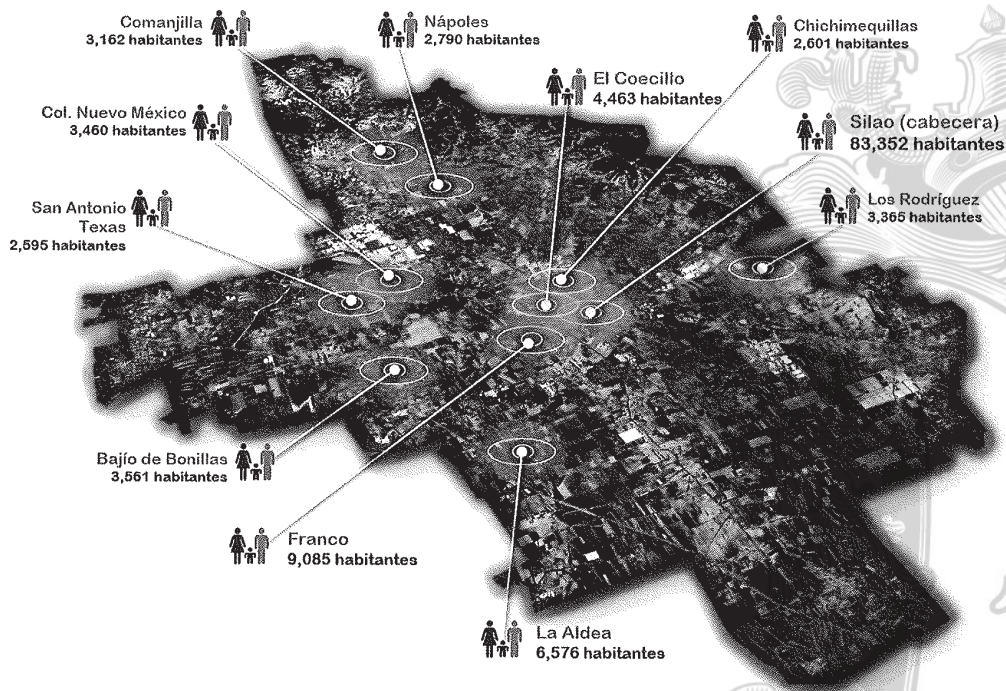 Comanjilla
3,162 habitantes
Nápoles
2,790 habitantes
Chichimequillas
2,601 habitantes
El Coecillo
4,463 habitantes
Col. Nuevo México
3,460 habitantes
Silao (cabecera)
83,352 habitantes
San Antonio
Texas
2,595 habitantes
Los Rodríguez
3,365 habitantes
Bajío de Bonillas
3,561 habitantes
Franco
9,085 habitantes
La Aldea
6,576 habitantes